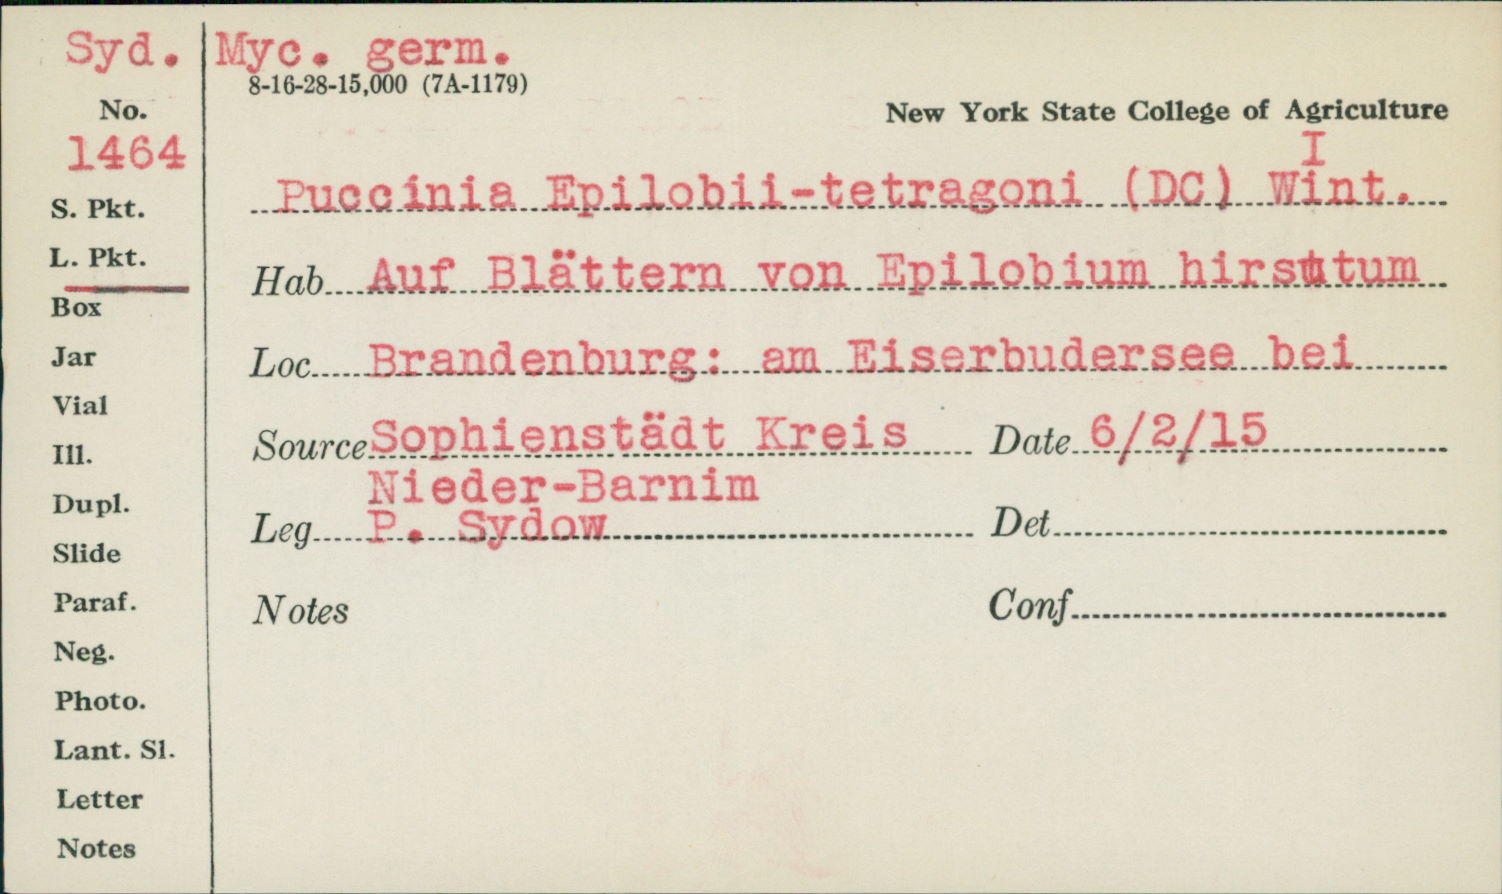 Syd. Myc. germ.
8-16-28-15,000 (7A-1179)
No.
New York State College of Agriculture
1464
I
Puccinia Epilobii-tetragoni (DC) Wint.
S. Pkt.
L. Pkt.
Hab Auf Blättern von Epilobium hirsutum
Box
Jar
Loc Brandenburg: am Eiserbudersee bei
Vial
Source Sophienstädt Kreis Date 6/2/15
Ill.
Nieder-Barnim
Dupl.
Leg P. Sydow Det
Slide
Paraf.
Notes Conf
Neg.
Photo.
Lant. Sl.
Letter
Notes